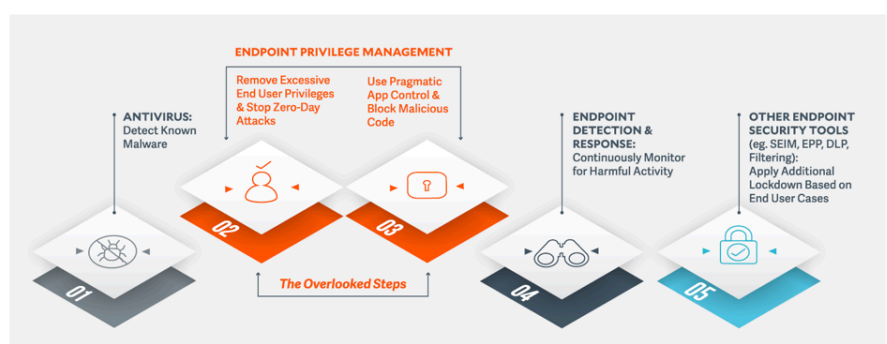 ENDPOINT PRIVILEGE MANAGEMENT
Remove Excessive
End User Privileges
& Stop Zero-Day
Attacks
Use Pragmatic
App Control &
Block Malicious
Code
ANTIVIRUS:
Detect Known
Malware
ENDPOINT
DETECTION &
RESPONSE:
Continuously Monitor
for Harmful Activity
OTHER ENDPOINT
SECURITY TOOLS
(eg. SEIM, EPP, DLP,
Filtering):
Apply Additional
Lockdown Based on
End User Cases
01
02
03
04
05
The Overlooked Steps